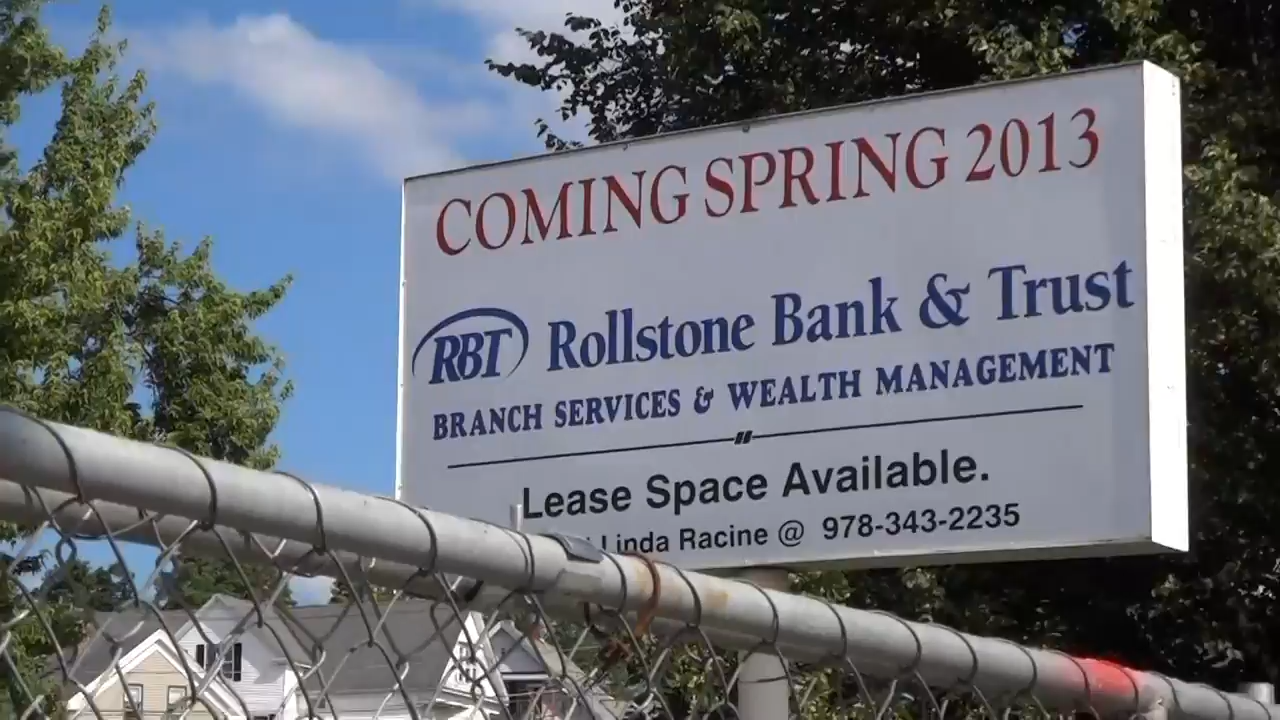 COMING SPRING 2013
RBT Rollstone Bank & Trust
BRANCH SERVICES & WEALTH MANAGEMENT
Lease Space Available.
Linda Racine @ 978-343-2235